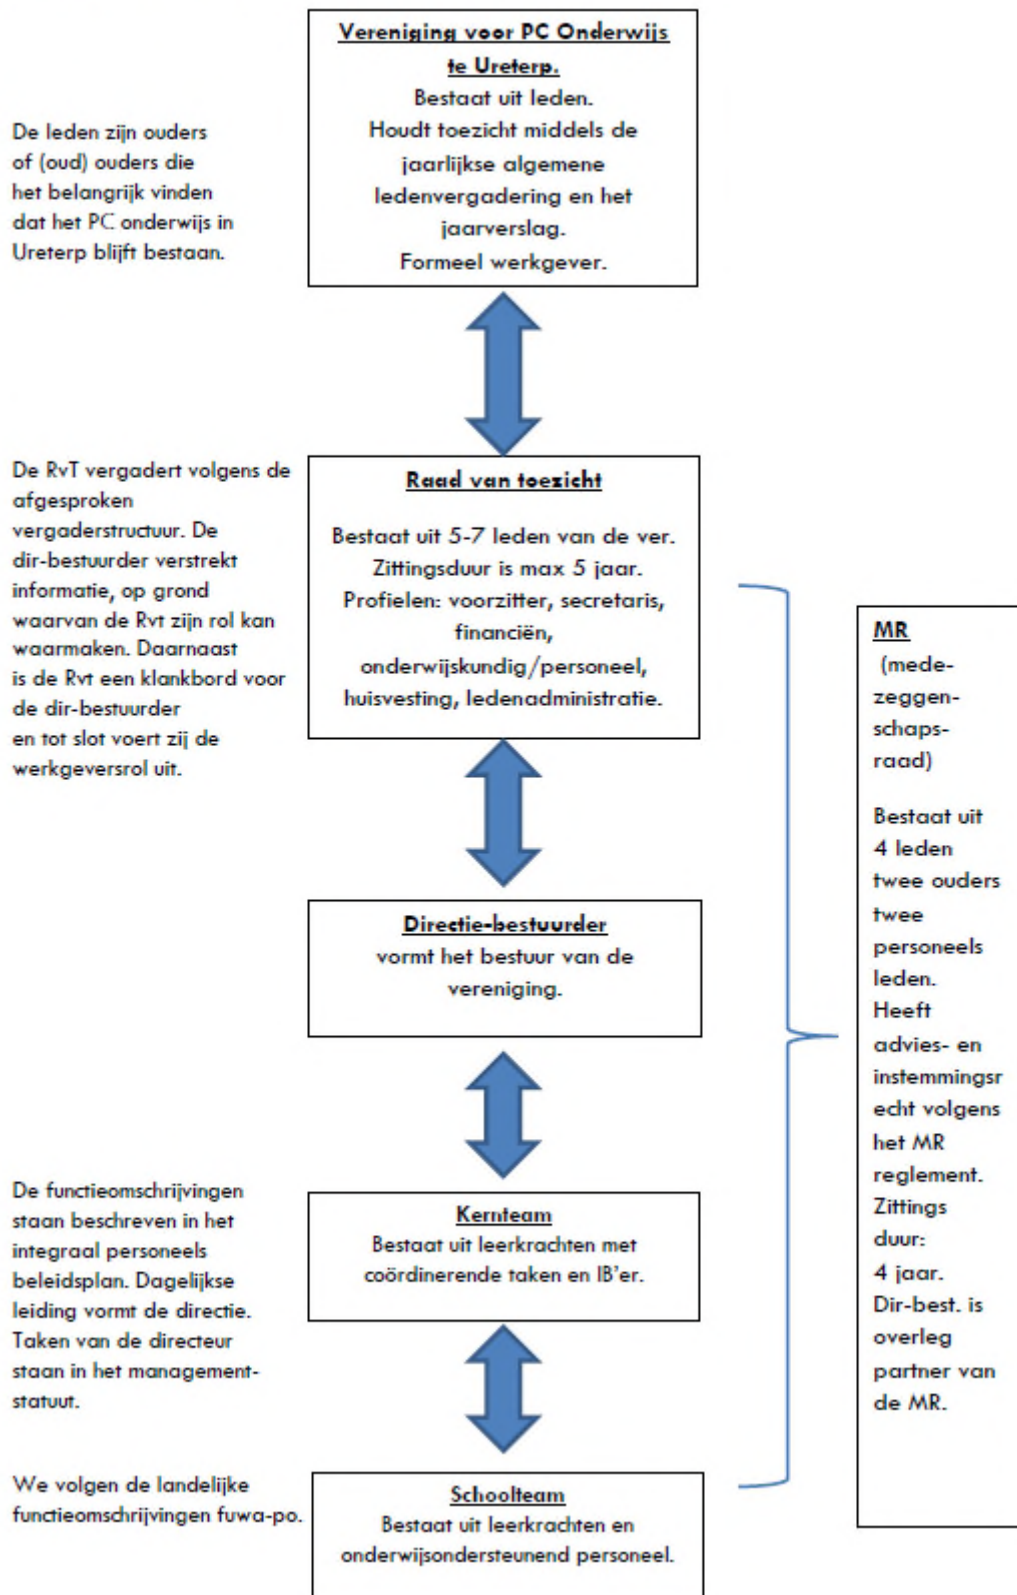 Vereniging voor PC Onderwijs
te Ureterp.
Bestaat uit leden.
Houdt toezicht middels de
jaarlijkse algemene
ledenvergadering en het
jaarverslag.
Formeel werkgever.
De leden zijn ouders
of (oud) ouders die
het belangrijk vinden
dat het PC onderwijs in
Ureterp blijft bestaan.
De RvT vergadert volgens de
afgesproken
vergaderstructuur. De
dir-bestuurder verstrekt
informatie, op grond
waarvan de Rvt zijn rol kan
waarmaken. Daarnaast
is de Rvt een klankbord voor
de dir-bestuurder
en tot slot voert zij de
werkgeversrol uit.
Raad van toezicht
Bestaat uit 5-7 leden van de ver.
Zittingsduur is max 5 jaar.
Profielen: voorzitter, secretaris,
financiën,
onderwijskundig/personeel,
huisvesting, ledenadministratie.
Directie-bestuurder
vormt het bestuur van de
vereniging.
De functieomschrijvingen
staan beschreven in het
integraal personeels
beleidsplan. Dagelijkse
leiding vormt de directie.
Taken van de directeur
staan in het management-
statuut.
Kernteam
Bestaat uit leerkrachten met
coördinerende taken en IB'er.
We volgen de landelijke
functieomschrijvingen fuwa-po.
Schoolteam
Bestaat uit leerkrachten en
onderwijsondersteunend personeel.
MR
(mede-
zeggen-
schaps-
raad)
Bestaat uit
4 leden
twee ouders
twee
personeels
leden.
Heeft
advies- en
instemmingsr
echt volgens
het MR
reglement.
Zittings
duur:
4 jaar.
Dir-best. is
overleg
partner van
de MR.